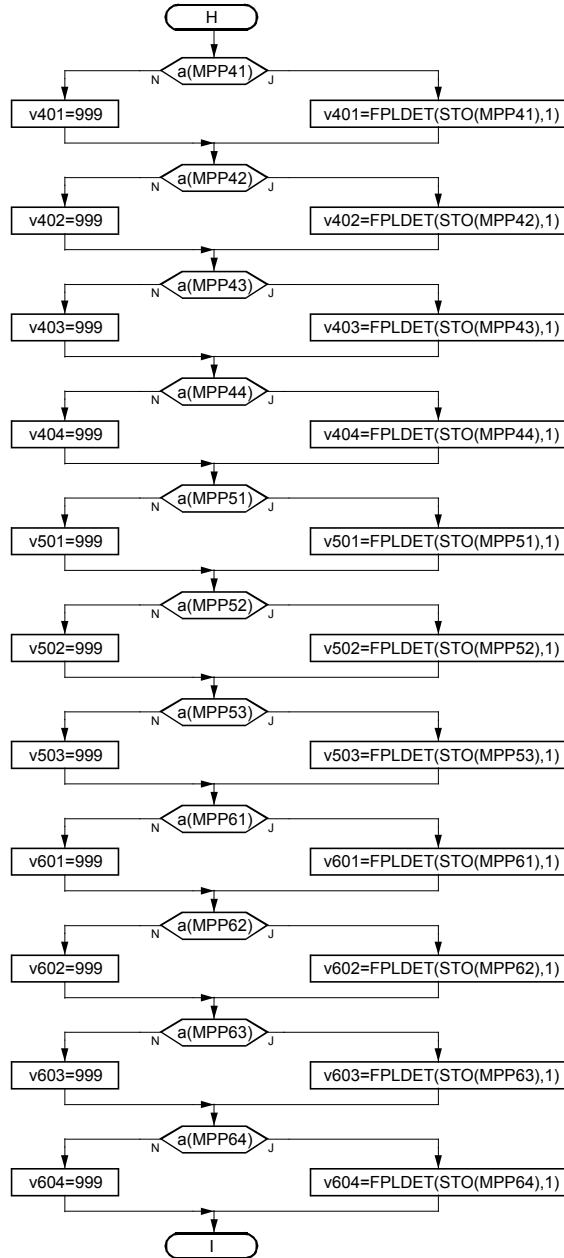 H
a(MPP41)
N J
v401=999 v401=FPLDET(STO(MPP41),1)
a(MPP42)
N J
v402=999 v402=FPLDET(STO(MPP42),1)
a(MPP43)
N J
v403=999 v403=FPLDET(STO(MPP43),1)
a(MPP44)
N J
v404=999 v404=FPLDET(STO(MPP44),1)
a(MPP51)
N J
v501=999 v501=FPLDET(STO(MPP51),1)
a(MPP52)
N J
v502=999 v502=FPLDET(STO(MPP52),1)
a(MPP53)
N J
v503=999 v503=FPLDET(STO(MPP53),1)
a(MPP61)
N J
v601=999 v601=FPLDET(STO(MPP61),1)
a(MPP62)
N J
v602=999 v602=FPLDET(STO(MPP62),1)
a(MPP63)
N J
v603=999 v603=FPLDET(STO(MPP63),1)
a(MPP64)
N J
v604=999 v604=FPLDET(STO(MPP64),1)
I